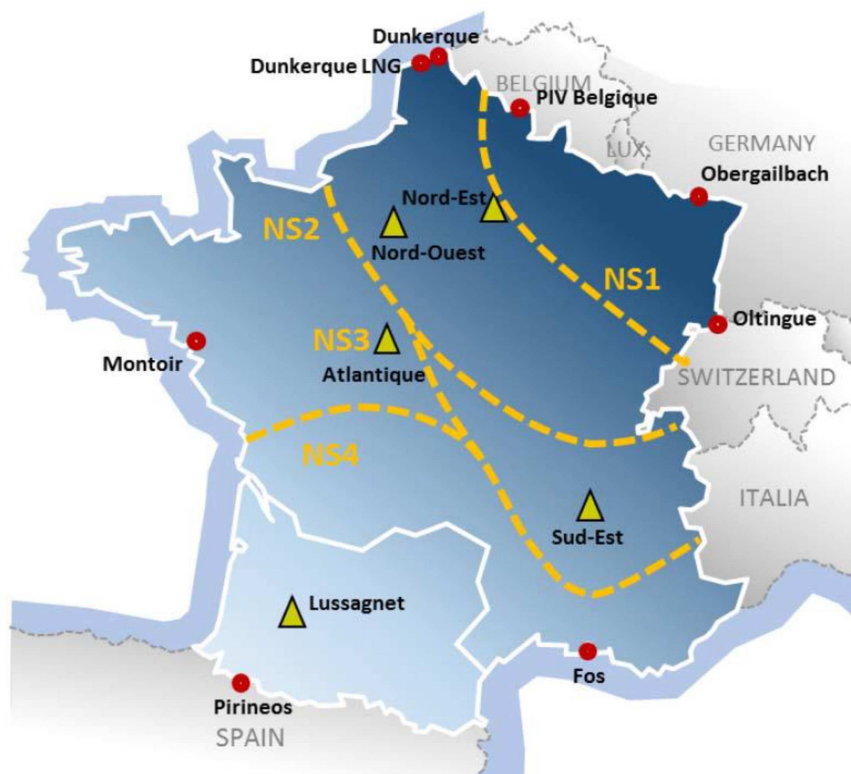 Dunkerque
Dunkerque LNG
BELGIUM
PIV Belgique
LUX
GERMANY
Obergailbach
Nord-Est
NS2
Nord-Ouest
NS1
Oltingue
NS3
Montoir
Atlantique
SWITZERLAND
NS4
ITALIA
Sud-Est
Lussagnet
Fos
Pirineos
SPAIN